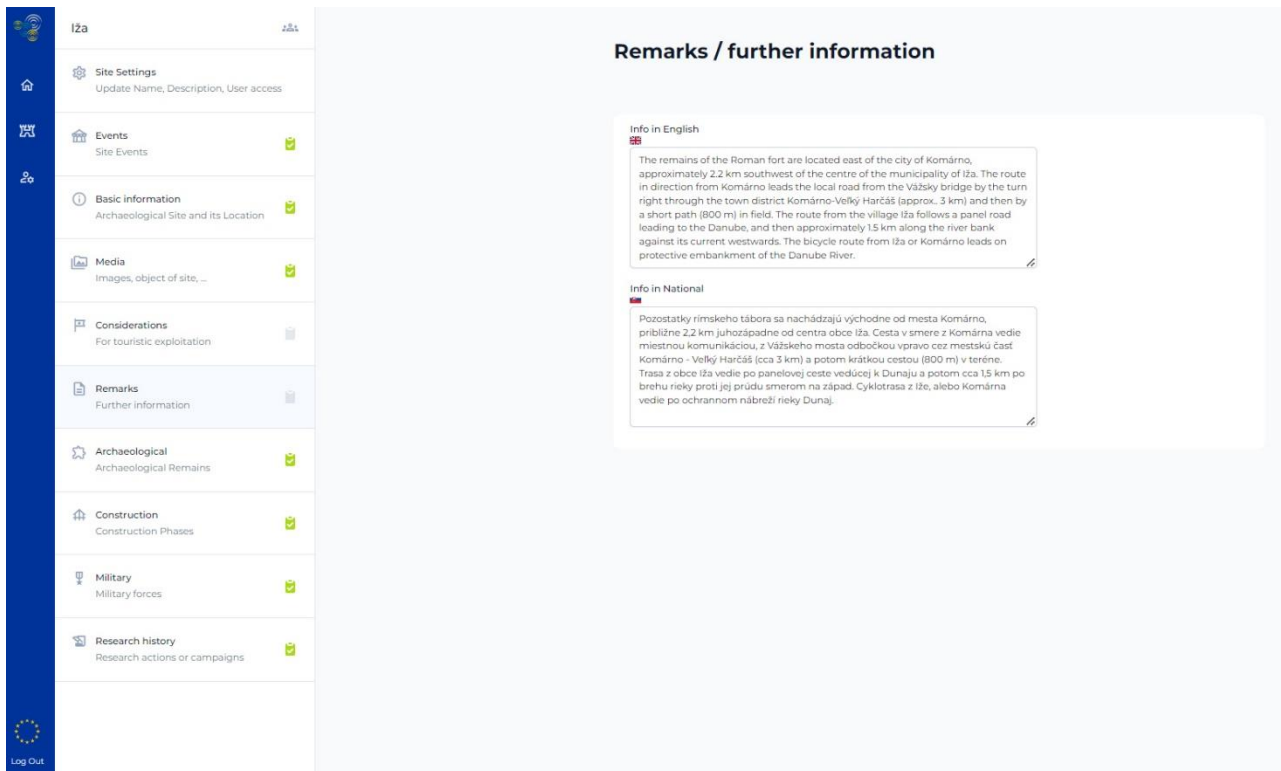 Iža
Site Settings
Update Name, Description, User access
Events
Site Events
Basic information
Archaeological Site and its Location
Media
Images, object of site, ...
Considerations
For touristic exploitation
Remarks
Further information
Archaeological
Archaeological Remains
Construction
Construction Phases
Military
Military forces
Research history
Research actions or campaigns
Log Out
Remarks / further information
Info in English
The remains of the Roman fort are located east of the city of Komárno,
approximately 2.2 km southwest of the centre of the municipality of Iža. The route
in direction from Komárno leads the local road from the Vážsky bridge by the turn
right through the town district Komárno-Veľký Harčáš (approx.. 3 km) and then by
a short path (800 m) in field. The route from the village Iža follows a panel road
leading to the Danube, and then approximately 1.5 km along the river bank
against its current westwards. The bicycle route from Iža or Komárno leads on
protective embankment of the Danube River.
Info in National
Pozostatky rímskeho tábora sa nachádzajú východne od mesta Komárno,
približne 2,2 km juhozápadne od centra obce Iža. Cesta v smere z Komárna vedie
miestnou komunikáciou, z Vážskeho mosta odbočkou vpravo cez mestskú časť
Komárno - Veľký Harčáš (cca 3 km) a potom krátkou cestou (800 m) v teréne.
Trasa z obce Iža vedie po panelovej ceste vedúcej k Dunaju a potom cca 1,5 km po
brehu rieky proti jej prúdu smerom na západ. Cyklotrasa z Iže, alebo Komárna
vedie po ochrannom nábreží rieky Dunaj.